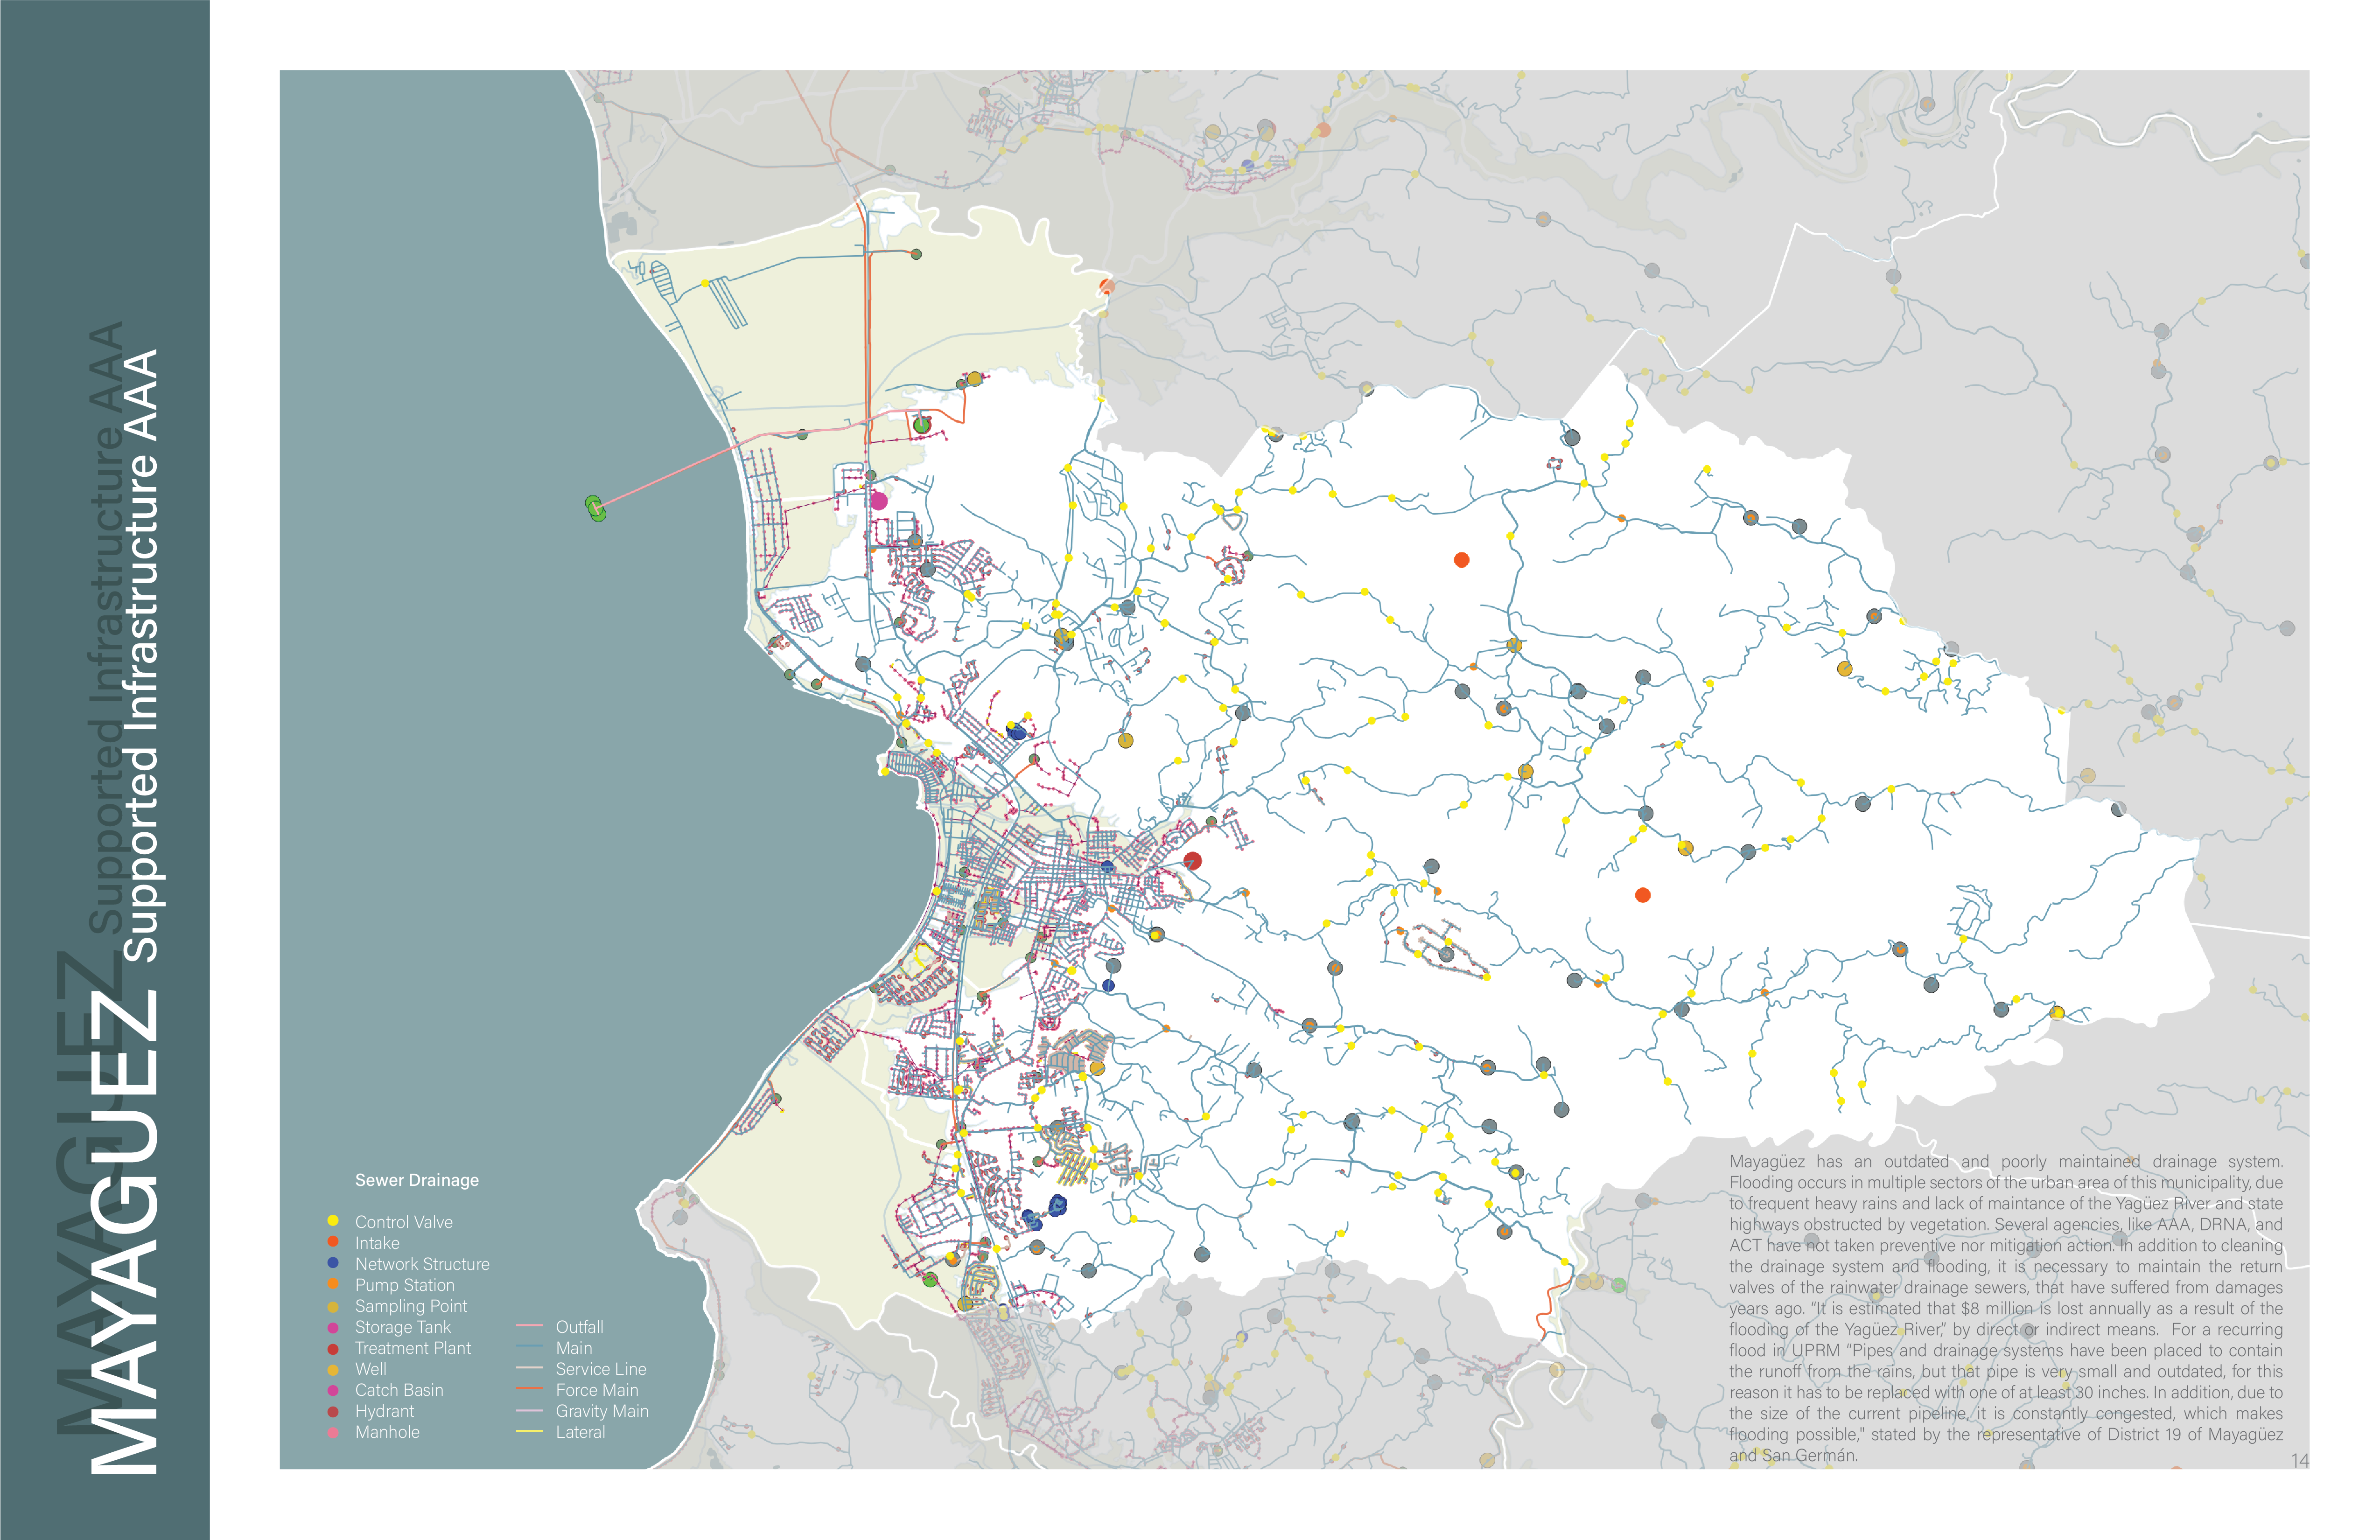 MAYAGUEZ Supported Infrastructure AAA
MAYAGUEZ Supported Infrastructure AAA
Sewer Drainage
Control Valve
Intake
Network Structure
Pump Station
Sampling Point
Storage Tank
Treatment Plant
Well
Catch Basin
Hydrant
Manhole
Outfall
Main
Service Line
Force Main
Gravity Main
Lateral
Mayagüez has an outdated and poorly maintained drainage system.
Flooding occurs in multiple sectors of the urban area of this municipality, due
to frequent heavy rains and lack of maintance of the Yagüez River and state
highways obstructed by vegetation. Several agencies, like AAA, DRNA, and
ACT have not taken preventive nor mitigation action. In addition to cleaning
the drainage system and flooding, it is necessary to maintain the return
valves of the rainwater drainage sewers, that have suffered from damages
years ago. "It is estimated that $8 million is lost annually as a result of the
flooding of the Yagüez River," by direct or indirect means. For a recurring
flood in UPRM "Pipes and drainage systems have been placed to contain
the runoff from the rains, but that pipe is very small and outdated, for this
reason it has to be replaced with one of at least 30 inches. In addition, due to
the size of the current pipeline, it is constantly congested, which makes
flooding possible," stated by the representative of District 19 of Mayagüez
and San Germán.
14